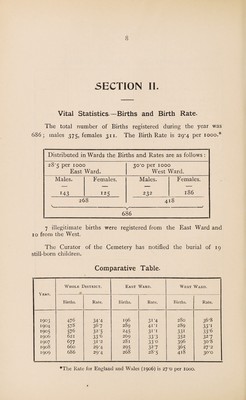 8
SECTION II.
Vital Statistics.—Births and Birth Rate.
The total number of Births registered during the year was
686; males 375, females 311. The Birth Rate is 29'4 per 1000.*
Distributed in Wards the Births and Rates are as follows:
28'5 per 1000 30'0 per 1000
East Ward. West Ward.
Males. Females. Males. Females.
143 125 232 186
268 418
686
7 illegitimate births were registered from the East Ward and
10 from the West.
The Curator of the Cemetery has notified the burial of 19
still-born children.
Comparative Table.
Year. Whole District. East Ward. West Ward.
Births. Rate. Births. Rate. Births. Rate.
1903 476 34'4 196 31'4 280 36'8
1904 578 36'7 289 41'1 289 33'1
1905 576 32'5 245 31'1 331 33'6
1906 621 33'6 269 33'3 352 32'7
1907 677 31'2 281 33'0 396 30'8
1908 660 29'4 295 32'7 365 27'2
1909 686 29'4 268 28'5 418 30'0
*The Rate for England and Wales (1906) is 27'0 per 1000.